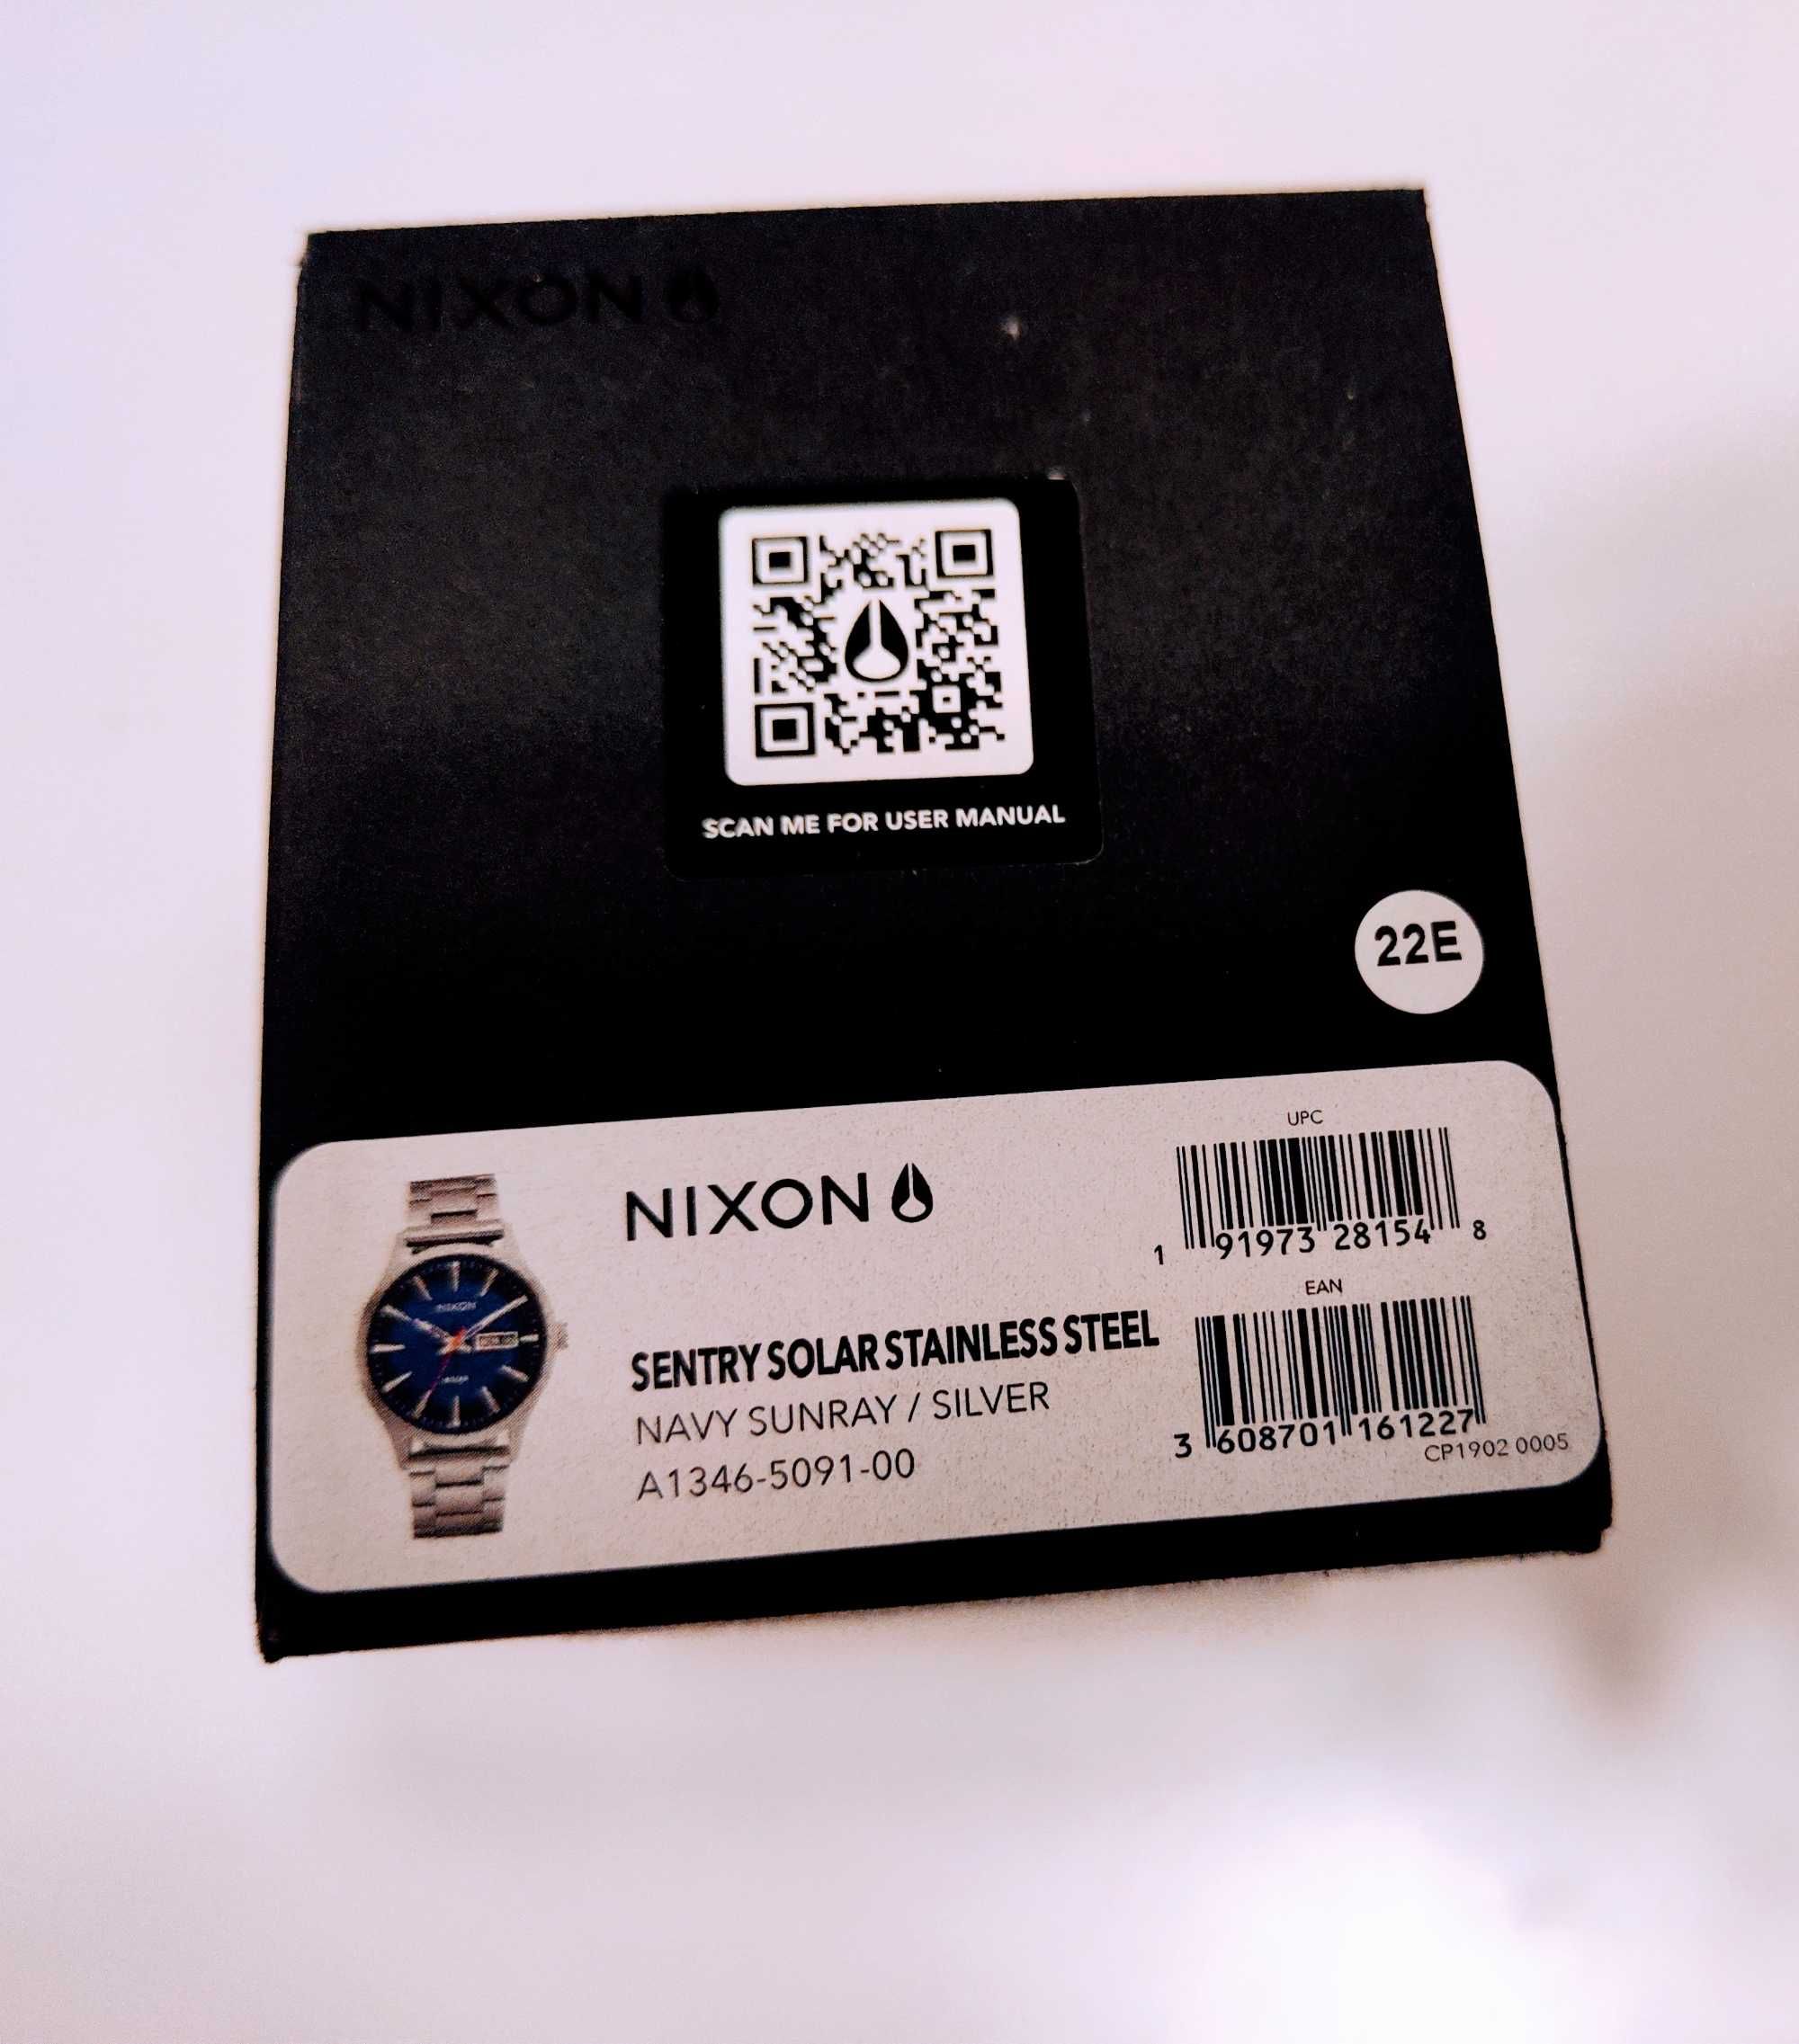 NIXON
SCAN ME FOR USER MANUAL
22E
NIXON
SENTRY SOLAR STAINLESS STEEL
NAVY SUNRAY / SILVER
A1346-5091-00
UPC
1 91973 28154 8
EAN
3 608701 161227
CP1902 0005
NIXON